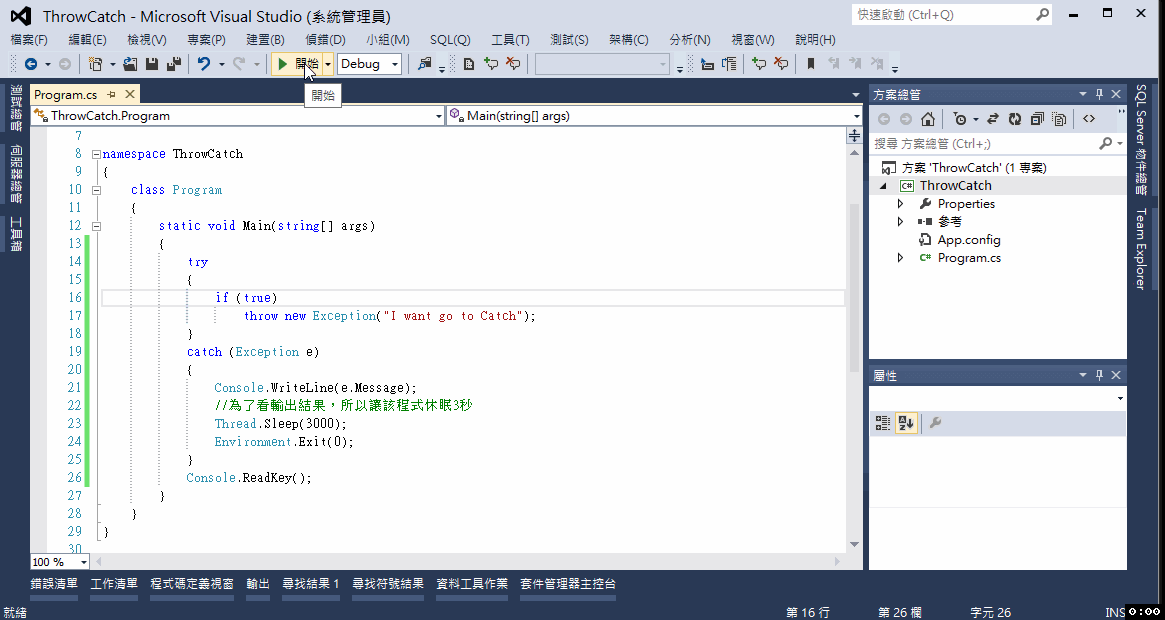 ThrowCatch - Microsoft Visual Studio (系統管理員)
快速啟動 (Ctrl+Q)
檔案(F) 編輯(E) 檢視(V) 專案(P) 建置(B) 偵錯(D) 小組(M) SQL(Q) 工具(T) 測試(S) 架構(C) 分析(N) 視窗(W) 說明(H)
開始 Debug
開始
測試總管
伺服器總管
工具箱
Program.cs
ThrowCatch.Program Main(string[] args)
7
8 namespace ThrowCatch
9 {
10 class Program
11 {
12 static void Main(string[] args)
13 {
14 try
15 {
16 if (true)
17 throw new Exception("I want go to Catch");
18 }
19 catch (Exception e)
20 {
21 Console.WriteLine(e.Message);
22 //為了看輸出結果，所以讓該程式休眠3秒
23 Thread.Sleep(3000);
24 Environment.Exit(0);
25 }
26 Console.ReadKey();
27 }
28 }
29 }
30
100 %
方案總管
搜尋 方案總管 (Ctrl+;)
方案 'ThrowCatch' (1 專案)
C# ThrowCatch
Properties
參考
App.config
C# Program.cs
屬性
SQL Server 物件總管
Team Explorer
錯誤清單 工作清單 程式碼定義視窗 輸出 尋找結果 1 尋找符號結果 資料工具作業 套件管理器主控台
就緒 第 16 行 第 26 欄 字元 26 INS 0:00